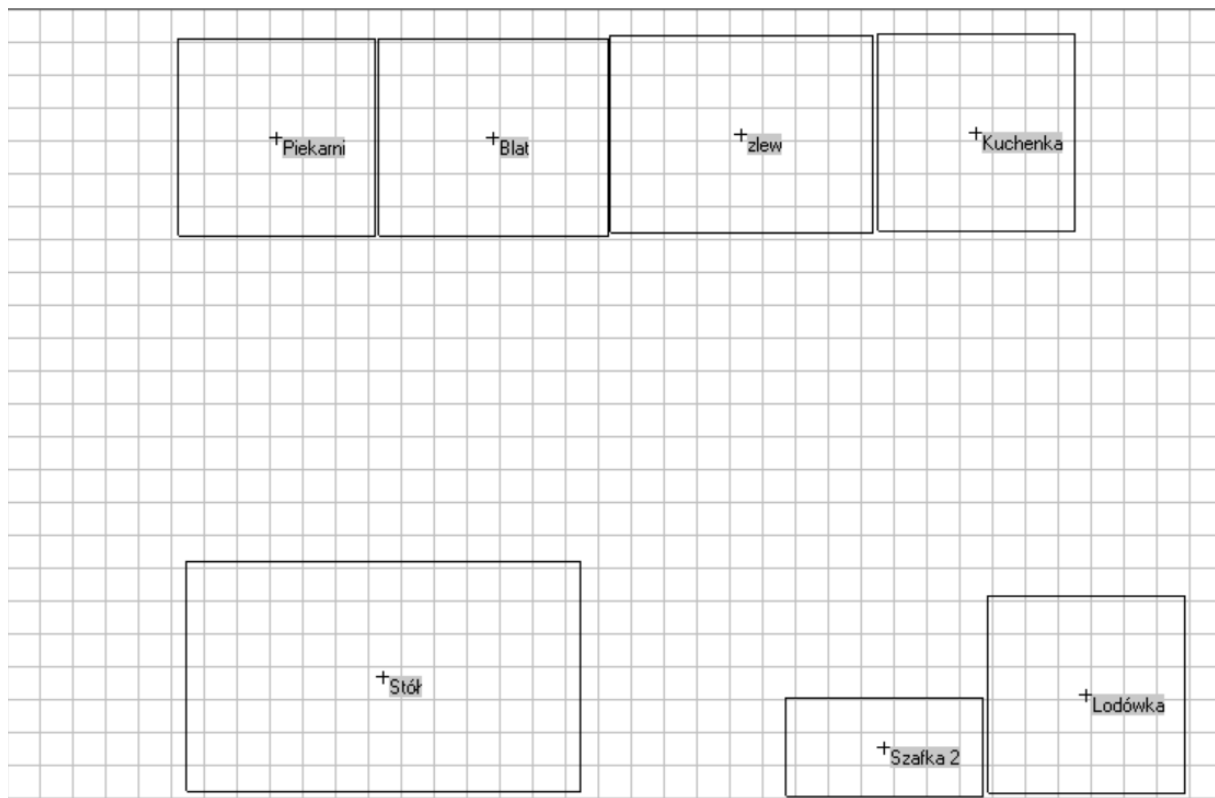 Piekarni
Blat
zlew
Kuchenka
Stół
Lodówka
Szafka 2